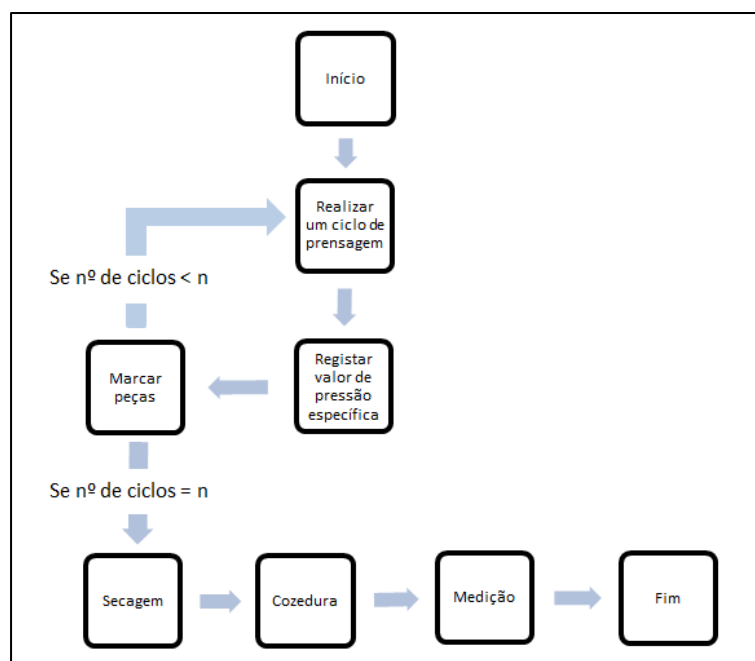 Início
Realizar
um ciclo de
prensagem
Se nº de ciclos < n
Marcar
peças
Registar
valor de
pressão
específica
Se nº de ciclos = n
Secagem
Cozedura
Medição
Fim